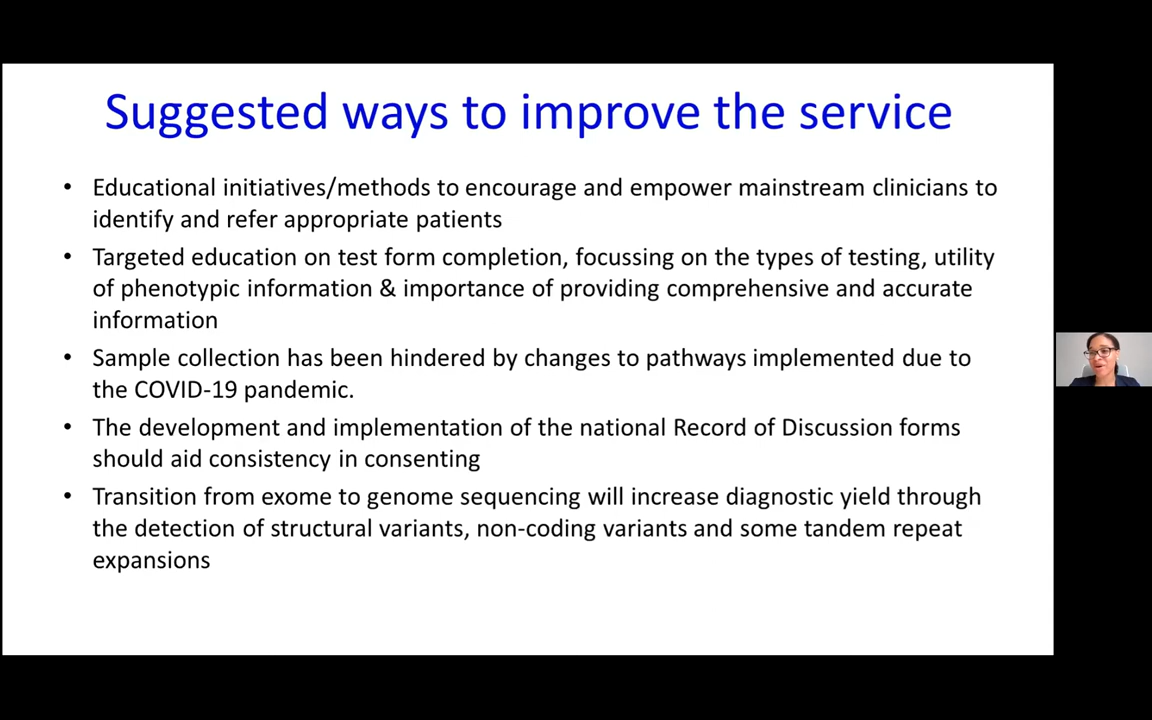 Suggested ways to improve the service
• Educational initiatives/methods to encourage and empower mainstream clinicians to
identify and refer appropriate patients
• Targeted education on test form completion, focussing on the types of testing, utility
of phenotypic information & importance of providing comprehensive and accurate
information
• Sample collection has been hindered by changes to pathways implemented due to
the COVID-19 pandemic.
• The development and implementation of the national Record of Discussion forms
should aid consistency in consenting
• Transition from exome to genome sequencing will increase diagnostic yield through
the detection of structural variants, non-coding variants and some tandem repeat
expansions